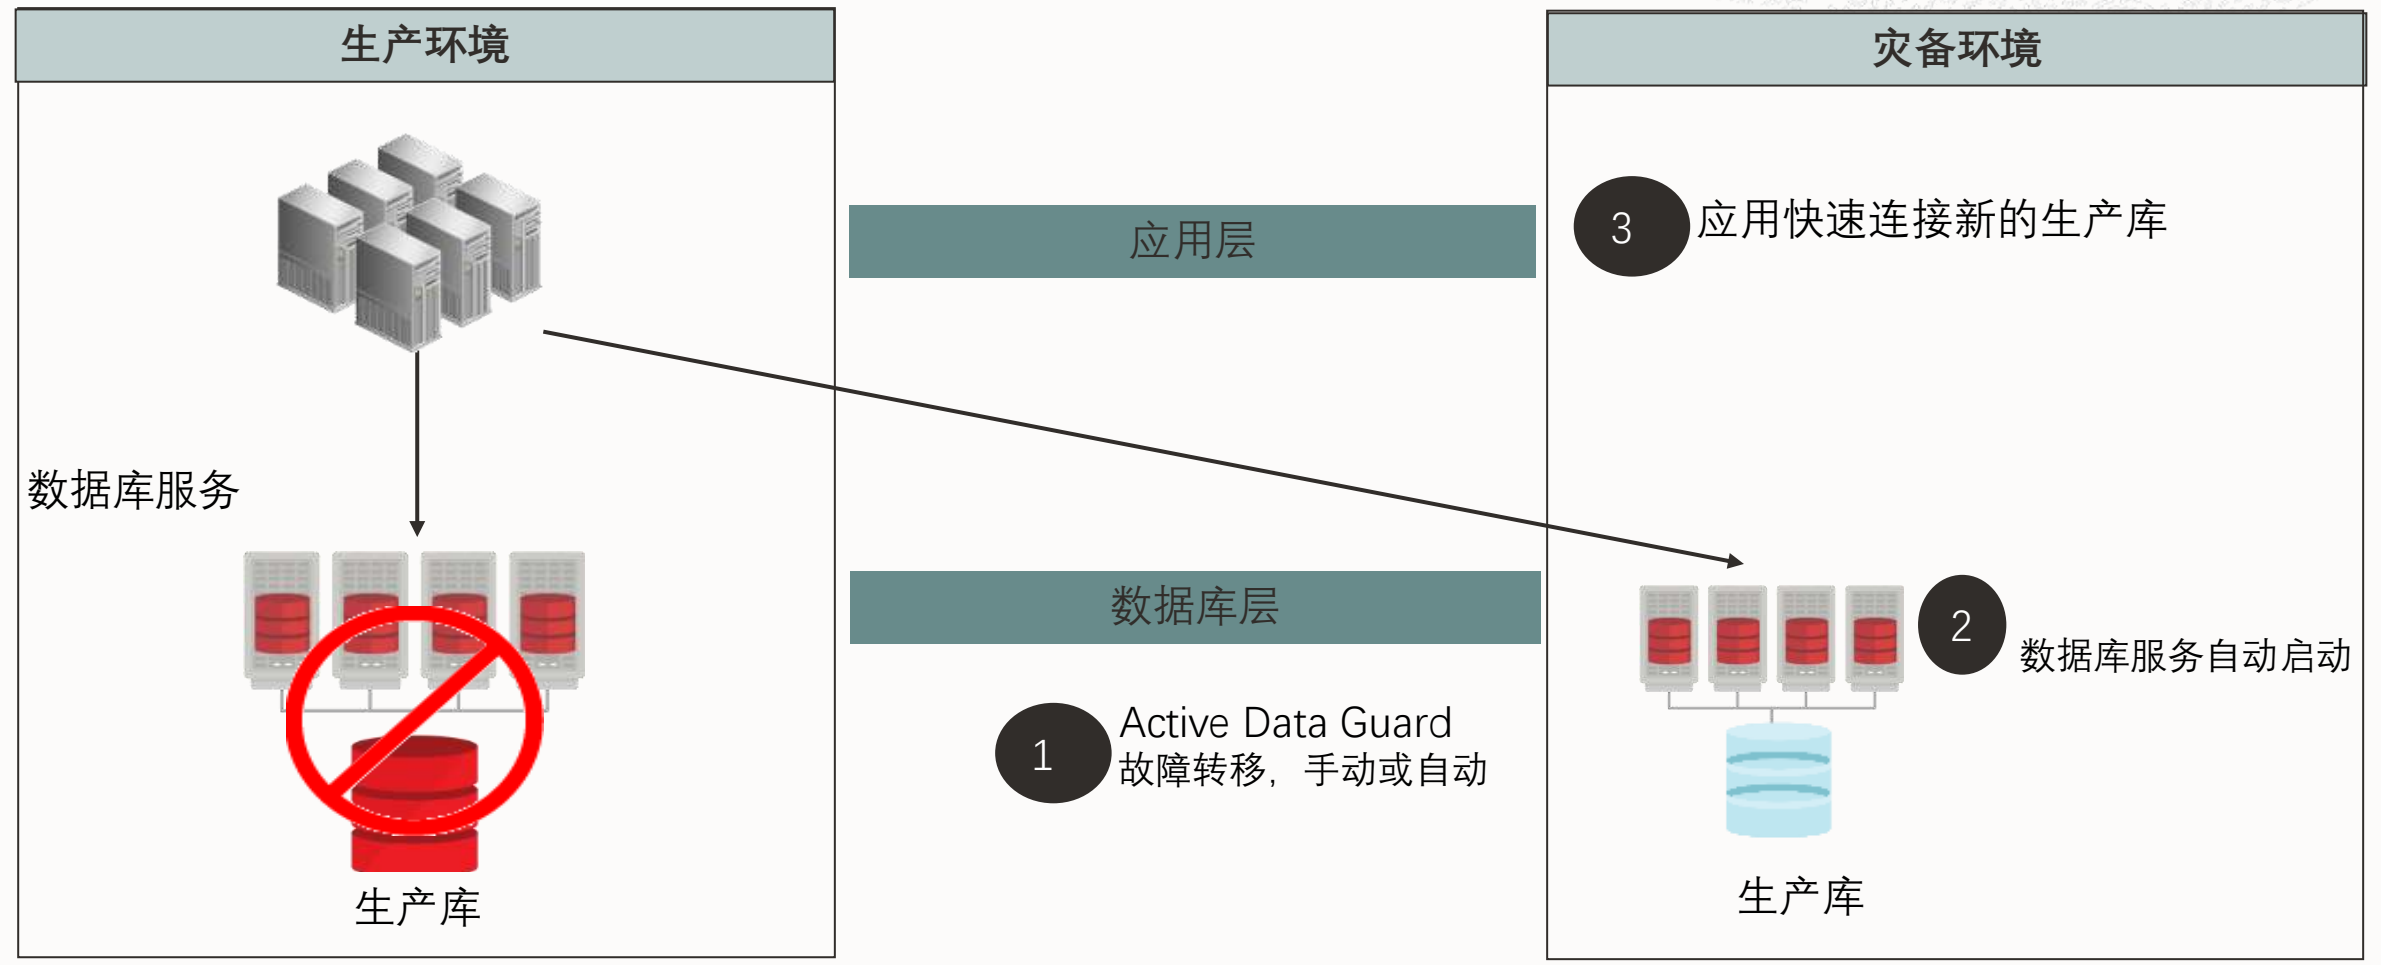 生产环境
灾备环境
3
应用快速连接新的生产库
应用层
数据库服务
数据库层
2
数据库服务自动启动
1
Active Data Guard
故障转移，手动或自动
生产库
生产库